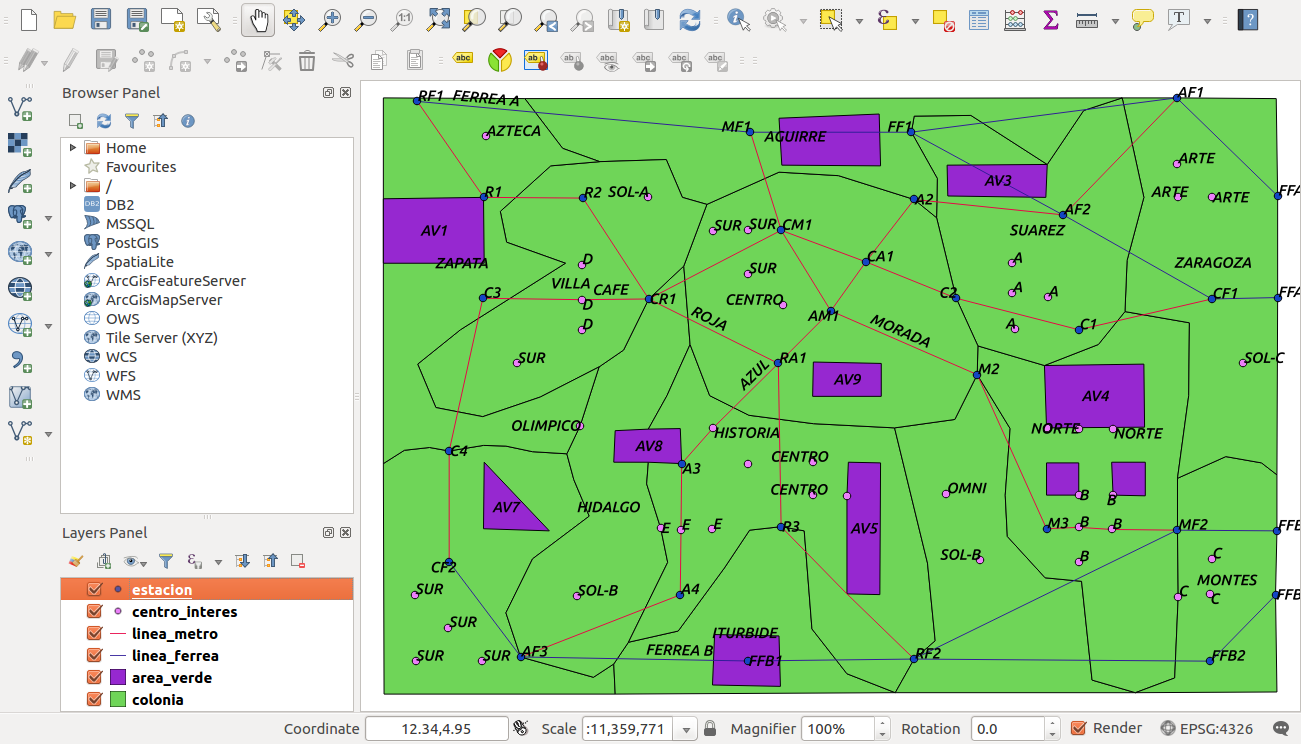 Browser Panel
Home
Favourites
/
DB2
MSSQL
PostGIS
SpatiaLite
ArcGisFeatureServer
ArcGisMapServer
OWS
Tile Server (XYZ)
WCS
WFS
WMS
Layers Panel
estacion
centro_interes
linea_metro
linea_ferrea
area_verde
colonia
RF1 FERREA A
AF1
AZTECA
MF1
AGUIRRE
FF1
ARTE
R1
R2
SOL-A
AV3
ARTE
ARTE
FFA
A2
AF2
AV1
SUR
SUR
CM1
SUAREZ
ZAPATA
D
SUR
CA1
A
ZARAGOZA
VILLA
CAFE
C3
D
CR1
CENTRO
C2
A
A
CF1
FFA
D
ROJA
AM1
MORADA
A
C1
SUR
AZUL
RA1
AV9
M2
SOL-C
AV4
OLIMPICO
HISTORIA
NORTE
NORTE
C4
AV8
A3
CENTRO
AV7
HIDALGO
CENTRO
OMNI
B
B
E
E
E
R3
AV5
M3
B
B
MF2
FFB
CF2
SOL-B
B
C
SUR
SOL-B
A4
C
MONTES
C
FFB
SUR
ITURBIDE
SUR
SUR
AF3
FERREA B
FFB1
RF2
FFB2
Coordinate 12.34,4.95 Scale :11,359,771 Magnifier 100% Rotation 0.0 Render EPSG:4326